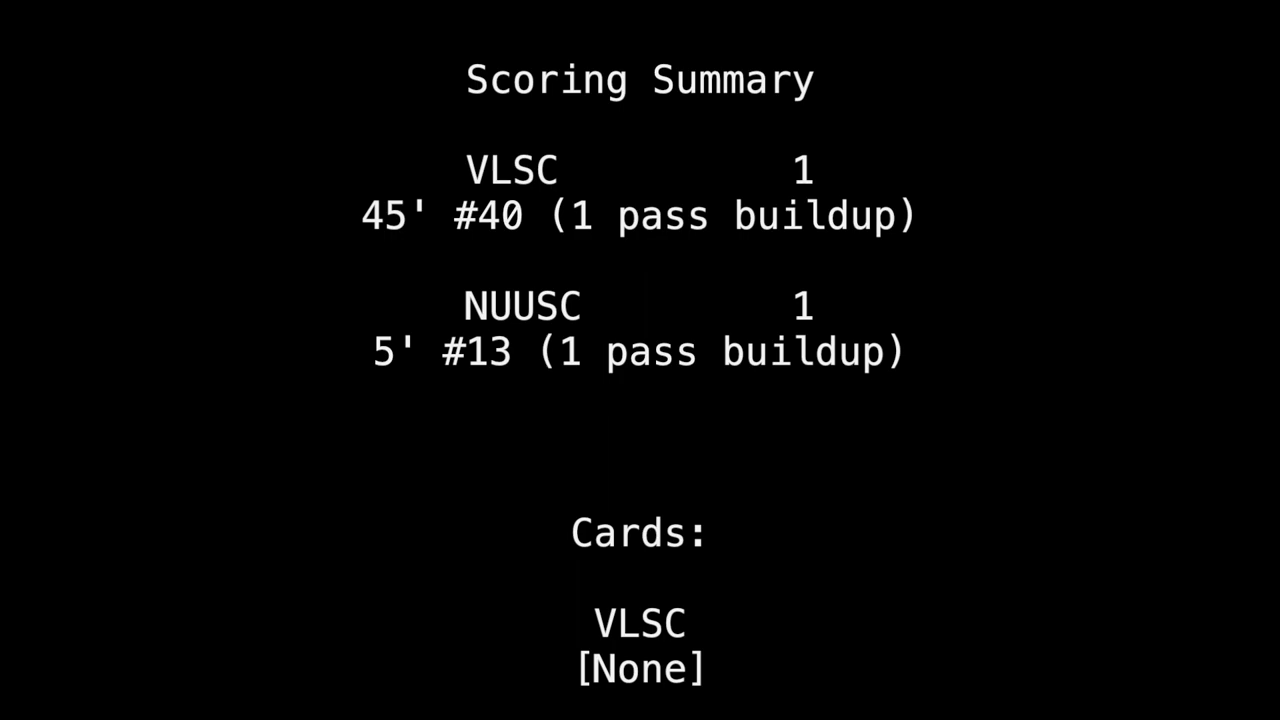 Scoring Summary
VLSC 1
45' #40 (1 pass buildup)
NUUSC 1
5' #13 (1 pass buildup)
Cards:
VLSC
[None]